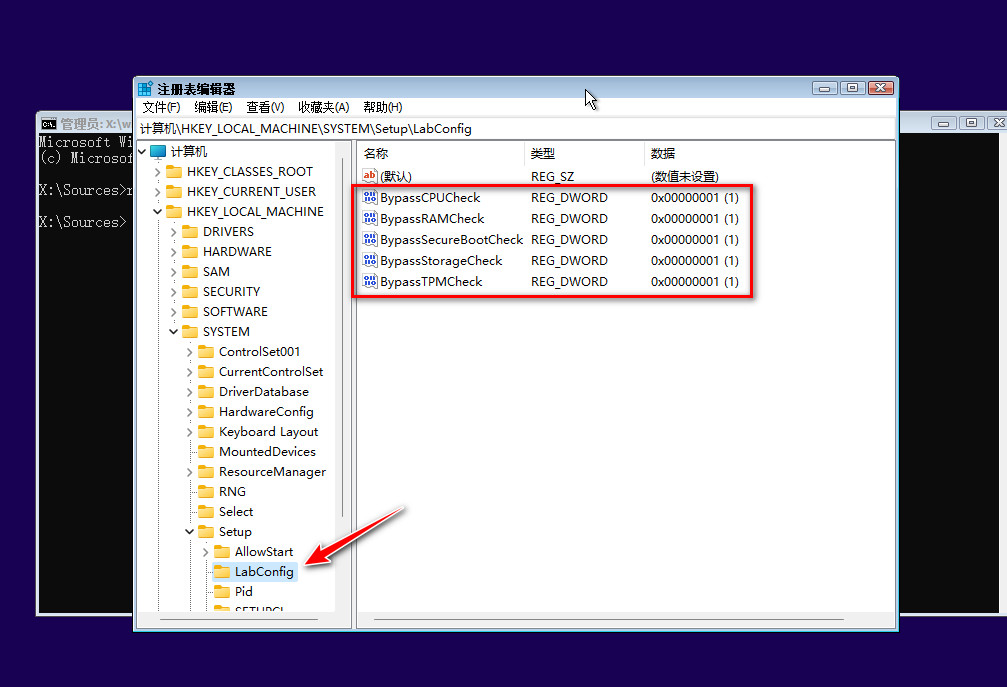 注册表编辑器
文件(F) 编辑(E) 查看(V) 收藏夹(A) 帮助(H)
计算机\HKEY_LOCAL_MACHINE\SYSTEM\Setup\LabConfig
管理员: X:\w
Microsoft Wi
(c) Microsof
X:\Sources>r
X:\Sources>
计算机
HKEY_CLASSES_ROOT
HKEY_CURRENT_USER
HKEY_LOCAL_MACHINE
DRIVERS
HARDWARE
SAM
SECURITY
SOFTWARE
SYSTEM
ControlSet001
CurrentControlSet
DriverDatabase
HardwareConfig
Keyboard Layout
MountedDevices
ResourceManager
RNG
Select
Setup
AllowStart
LabConfig
Pid
名称 类型 数据
(默认) REG_SZ (数值未设置)
BypassCPUCheck REG_DWORD 0x00000001 (1)
BypassRAMCheck REG_DWORD 0x00000001 (1)
BypassSecureBootCheck REG_DWORD 0x00000001 (1)
BypassStorageCheck REG_DWORD 0x00000001 (1)
BypassTPMCheck REG_DWORD 0x00000001 (1)